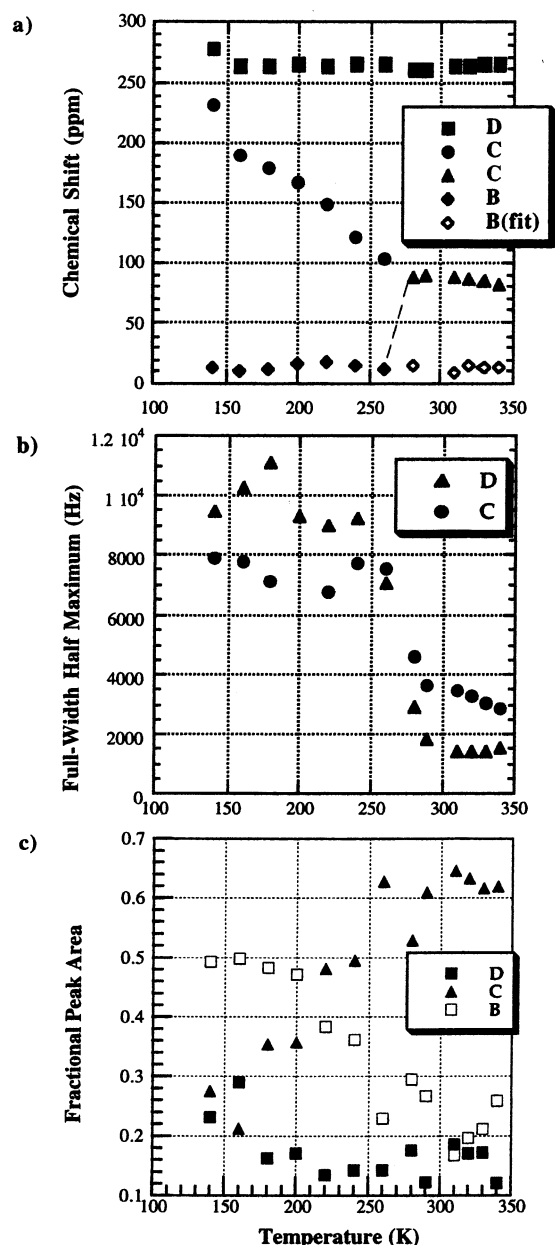 a)
300
250
200
150
100
50
0
Chemical Shift (ppm)
D
C
C
B
B(fit)
100 150 200 250 300 350
b)
1.2 10⁴
1 10⁴
8000
6000
4000
2000
0
Full-Width Half Maximum (Hz)
D
C
100 150 200 250 300 350
c)
0.7
0.6
0.5
0.4
0.3
0.2
0.1
Fractional Peak Area
D
C
B
100 150 200 250 300 350
Temperature (K)